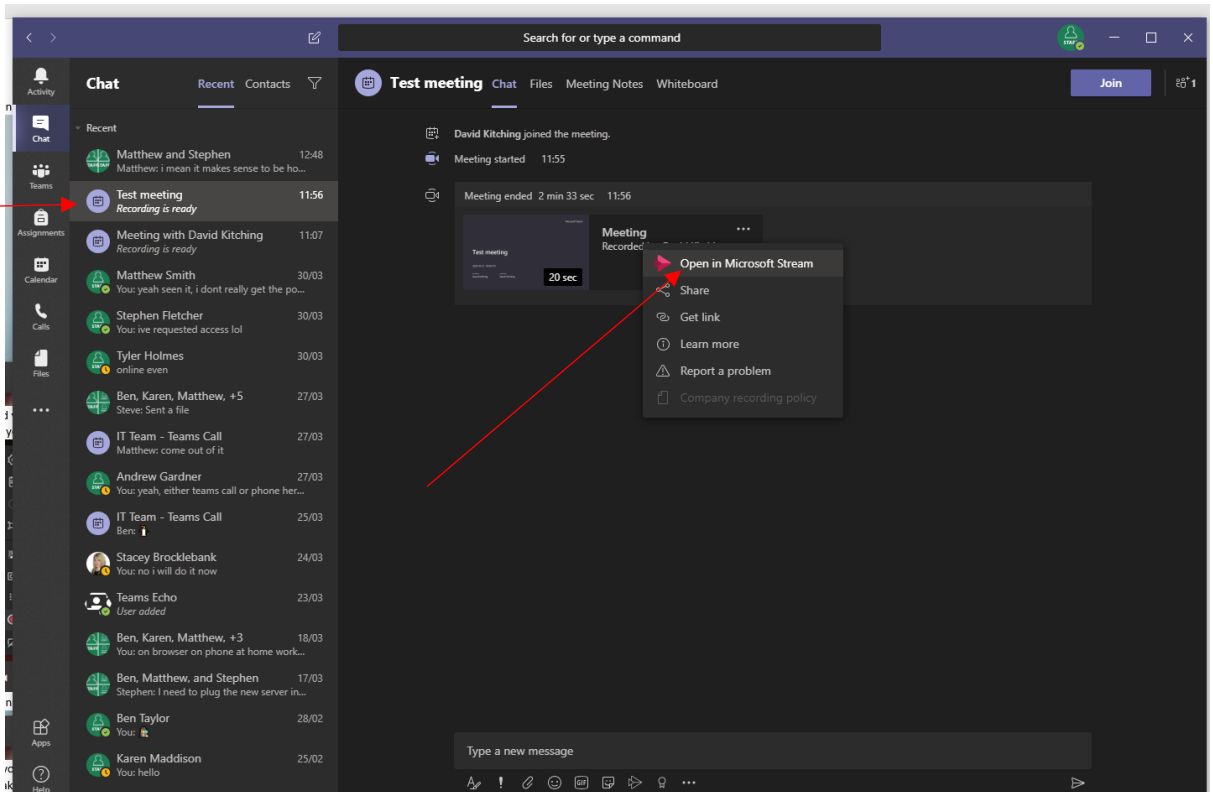 Search for or type a command
Activity
Chat
Teams
Assignments
Calendar
Calls
Files
Apps
Help
Chat Recent Contacts
Recent
Matthew and Stephen 12:48
Matthew: i mean it makes sense to be ho...
Test meeting 11:56
Recording is ready
Meeting with David Kitching 11:07
Recording is ready
Matthew Smith 30/03
You: yeah seen it, i dont really get the po...
Stephen Fletcher 30/03
You: ive requested access lol
Tyler Holmes 30/03
online even
Ben, Karen, Matthew, +5 27/03
Steve: Sent a file
IT Team - Teams Call 27/03
Matthew: come out of it
Andrew Gardner 27/03
You: yeah, either teams call or phone her...
IT Team - Teams Call 25/03
Ben:
Stacey Brocklebank 24/03
You: no i will do it now
Teams Echo 23/03
User added
Ben, Karen, Matthew, +3 18/03
You: on browser on phone at home work...
Ben, Matthew, and Stephen 17/03
Stephen: I need to plug the new server in...
Ben Taylor 28/02
You:
Karen Maddison 25/02
You: hello
Test meeting Chat Files Meeting Notes Whiteboard Join 1
David Kitching joined the meeting.
Meeting started 11:55
Meeting ended 2 min 33 sec 11:56
Test meeting
20 sec
Meeting
Recorded
Open in Microsoft Stream
Share
Get link
Learn more
Report a problem
Company recording policy
Type a new message
GIF